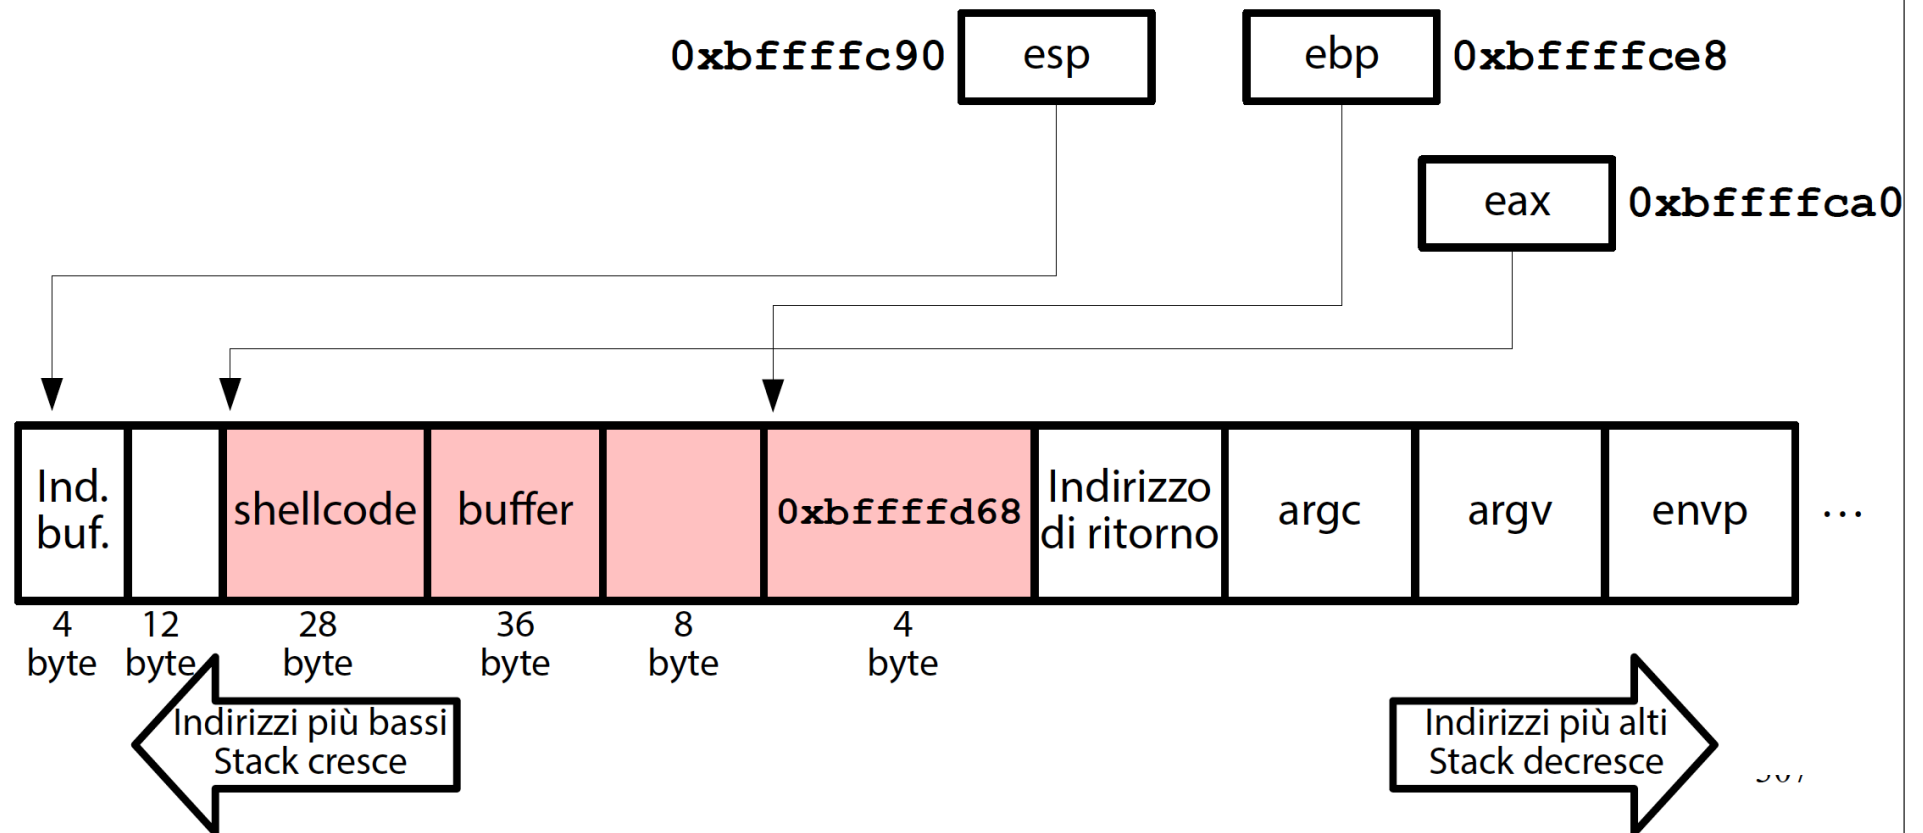 0xbffffc90
esp
ebp
0xbffffce8
eax
0xbffffca0
Ind.
buf.
shellcode
buffer
0xbffffd68
Indirizzo
di ritorno
argc
argv
envp
...
4
byte
12
byte
28
byte
36
byte
8
byte
4
byte
Indirizzi più bassi
Stack cresce
Indirizzi più alti
Stack decresce